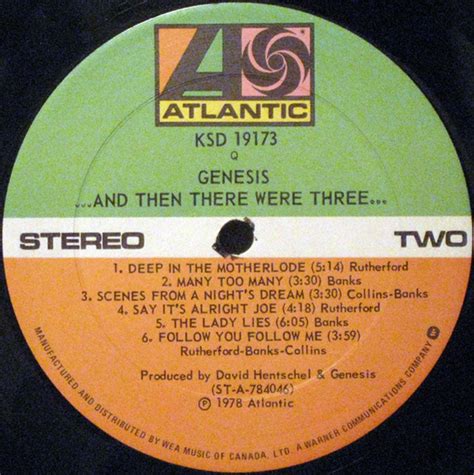 ATLANTIC
KSD 19173
Q
GENESIS
...AND THEN THERE WERE THREE...
STEREO
TWO
1. DEEP IN THE MOTHERLODE (5:14) Rutherford
2. MANY TOO MANY (3:30) Banks
3. SCENES FROM A NIGHT'S DREAM (3:30) Collins-Banks
4. SAY IT'S ALRIGHT JOE (4:18) Rutherford
5. THE LADY LIES (6:05) Banks
6. FOLLOW YOU FOLLOW ME (3:59)
Rutherford-Banks-Collins
Produced by David Hentschel & Genesis
(ST-A-784046)
℗ 1978 Atlantic
MANUFACTURED AND DISTRIBUTED BY WEA MUSIC OF CANADA, LTD. A WARNER COMMUNICATIONS COMPANY